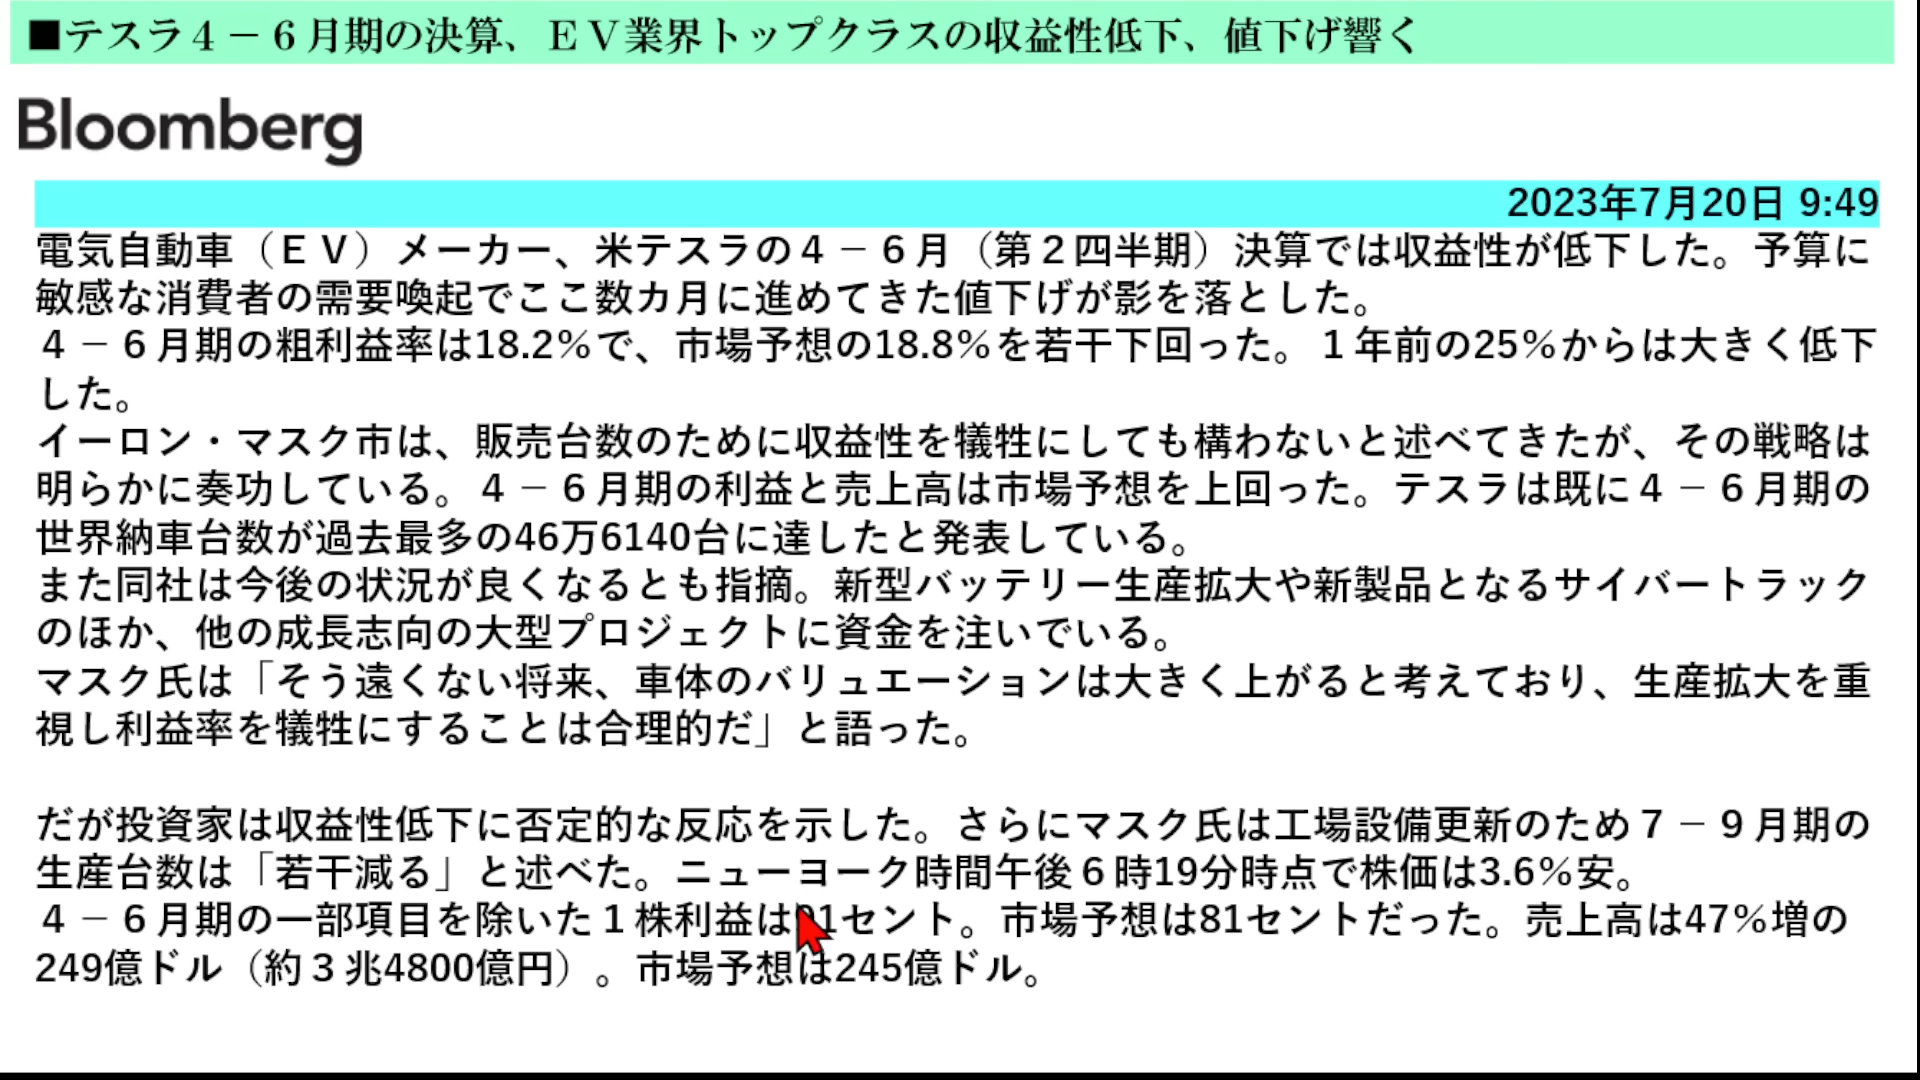 ■テスラ４－６月期の決算、ＥＶ業界トップクラスの収益性低下、値下げ響く
Bloomberg
2023年7月20日 9:49
電気自動車（ＥＶ）メーカー、米テスラの４－６月（第２四半期）決算では収益性が低下した。予算に
敏感な消費者の需要喚起でここ数カ月に進めてきた値下げが影を落とした。
４－６月期の粗利益率は18.2%で、市場予想の18.8%を若干下回った。１年前の25%からは大きく低下
した。
イーロン・マスク市は、販売台数のために収益性を犠牲にしても構わないと述べてきたが、その戦略は
明らかに奏功している。４－６月期の利益と売上高は市場予想を上回った。テスラは既に４－６月期の
世界納車台数が過去最多の46万6140台に達したと発表している。
また同社は今後の状況が良くなるとも指摘。新型バッテリー生産拡大や新製品となるサイバートラック
のほか、他の成長志向の大型プロジェクトに資金を注いでいる。
マスク氏は「そう遠くない将来、車体のバリュエーションは大きく上がると考えており、生産拡大を重
視し利益率を犠牲にすることは合理的だ」と語った。
だが投資家は収益性低下に否定的な反応を示した。さらにマスク氏は工場設備更新のため７－９月期の
生産台数は「若干減る」と述べた。ニューヨーク時間午後６時19分時点で株価は3.6%安。
４－６月期の一部項目を除いた１株利益は91セント。市場予想は81セントだった。売上高は47%増の
249億ドル（約３兆4800億円）。市場予想は245億ドル。